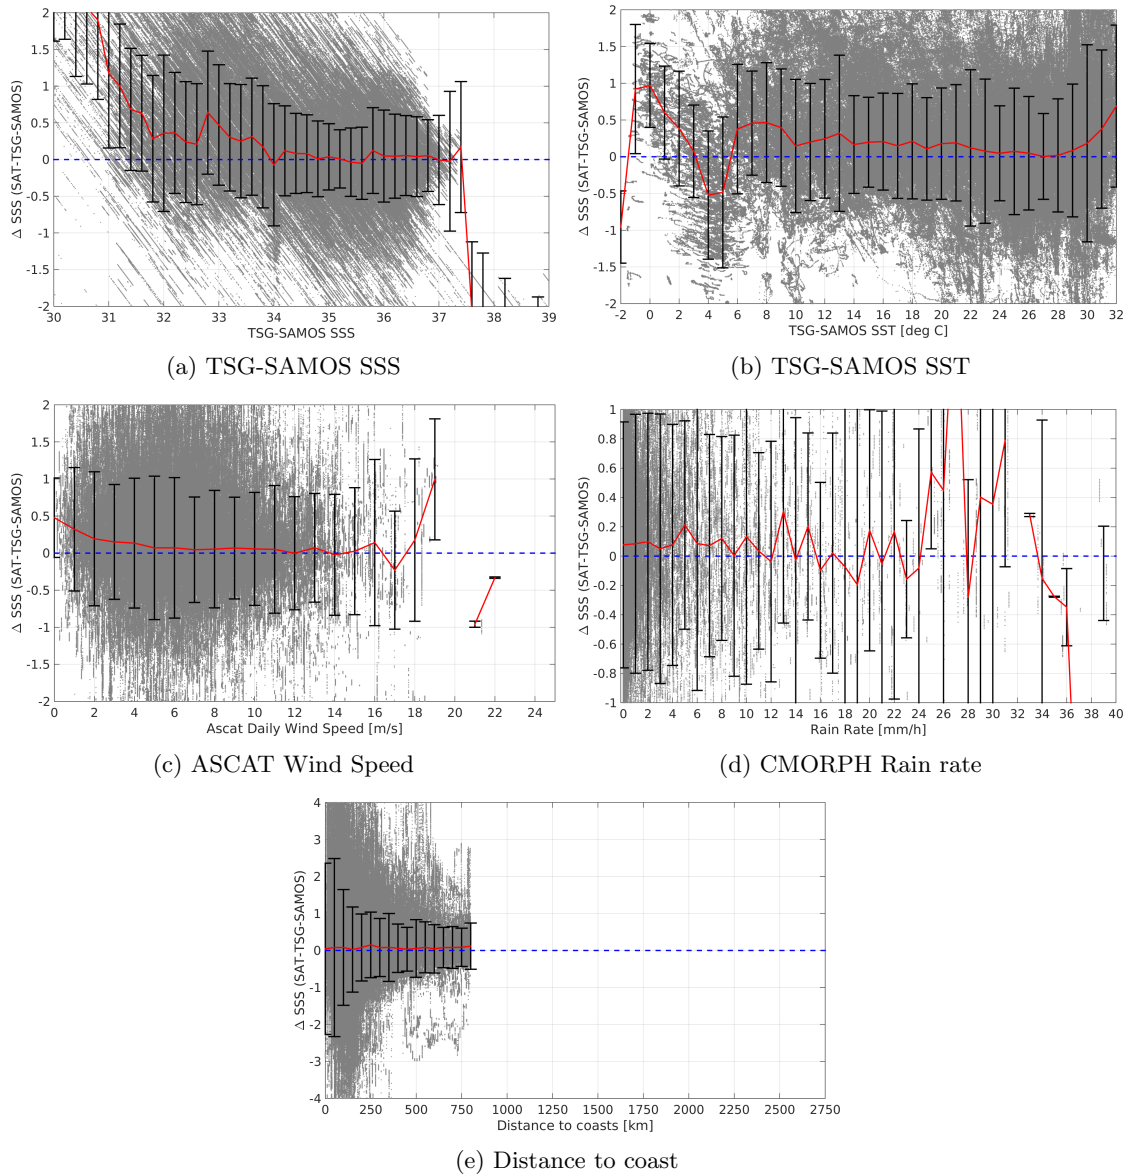 Δ SSS (SAT-TSG-SAMOS)
2
1.5
1
0.5
0
-0.5
-1
-1.5
-2
30 31 32 33 34 35 36 37 38 39
TSG-SAMOS SSS
(a) TSG-SAMOS SSS
Δ SSS (SAT-TSG-SAMOS)
2
1.5
1
0.5
0
-0.5
-1
-1.5
-2
-2 0 2 4 6 8 10 12 14 16 18 20 22 24 26 28 30 32
TSG-SAMOS SST [deg C]
(b) TSG-SAMOS SST
Δ SSS (SAT-TSG-SAMOS)
2
1.5
1
0.5
0
-0.5
-1
-1.5
-2
0 2 4 6 8 10 12 14 16 18 20 22 24
Ascat Daily Wind Speed [m/s]
(c) ASCAT Wind Speed
Δ SSS (SAT-TSG-SAMOS)
1
0.8
0.6
0.4
0.2
0
-0.2
-0.4
-0.6
-0.8
-1
0 2 4 6 8 10 12 14 16 18 20 22 24 26 28 30 32 34 36 38 40
Rain Rate [mm/h]
(d) CMORPH Rain rate
Δ SSS (SAT-TSG-SAMOS)
4
3
2
1
0
-1
-2
-3
-4
0 250 500 750 1000 1250 1500 1750 2000 2250 2500 2750
Distance to coasts [km]
(e) Distance to coast